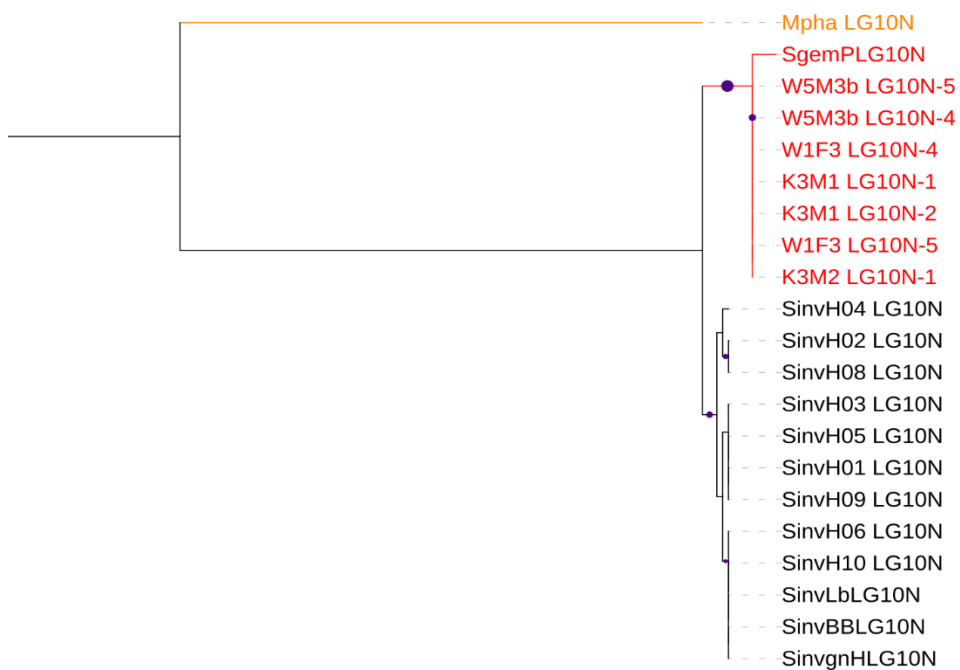 Mpha LG10N
SgemPLG10N
W5M3b LG10N-5
W5M3b LG10N-4
W1F3 LG10N-4
K3M1 LG10N-1
K3M1 LG10N-2
W1F3 LG10N-5
K3M2 LG10N-1
SinvH04 LG10N
SinvH02 LG10N
SinvH08 LG10N
SinvH03 LG10N
SinvH05 LG10N
SinvH01 LG10N
SinvH09 LG10N
SinvH06 LG10N
SinvH10 LG10N
SinvLbLG10N
SinvBBLG10N
SinvgnHLG10N